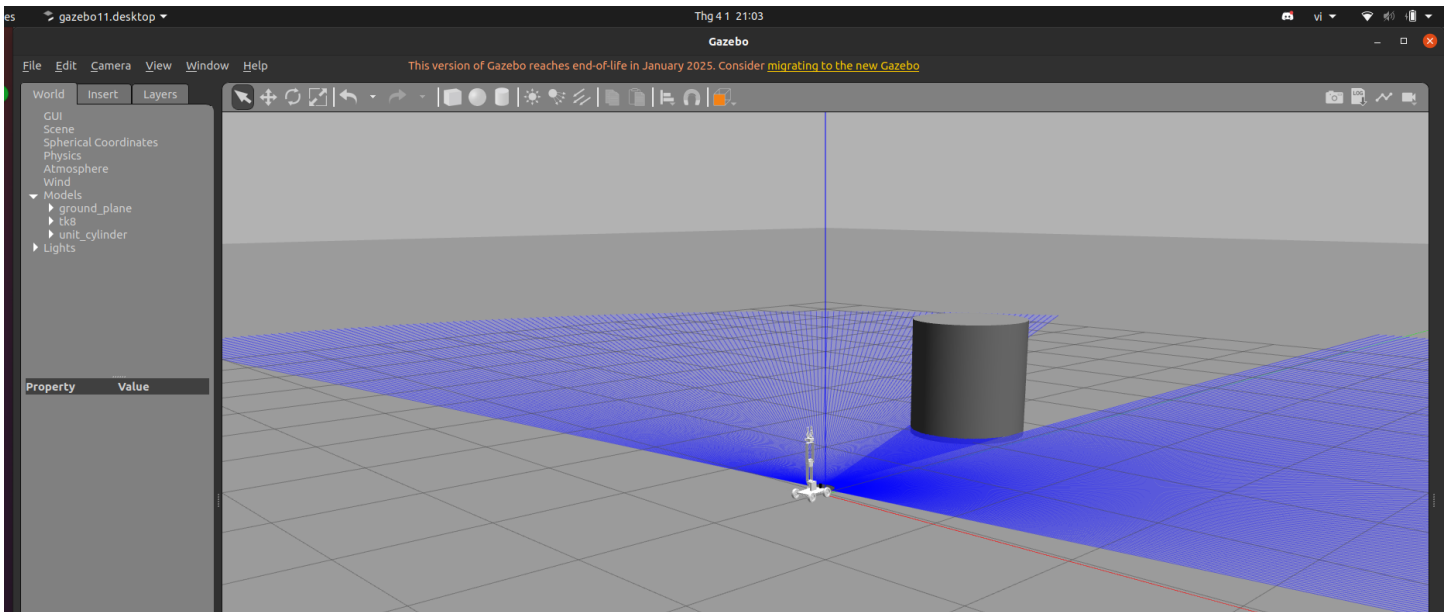 es gazebo11.desktop Thg 4 1 21:03 vi
Gazebo
File Edit Camera View Window Help This version of Gazebo reaches end-of-life in January 2025. Consider migrating to the new Gazebo
World Insert Layers
GUI
Scene
Spherical Coordinates
Physics
Atmosphere
Wind
Models
ground_plane
tk8
unit_cylinder
Lights
Property Value
LOG